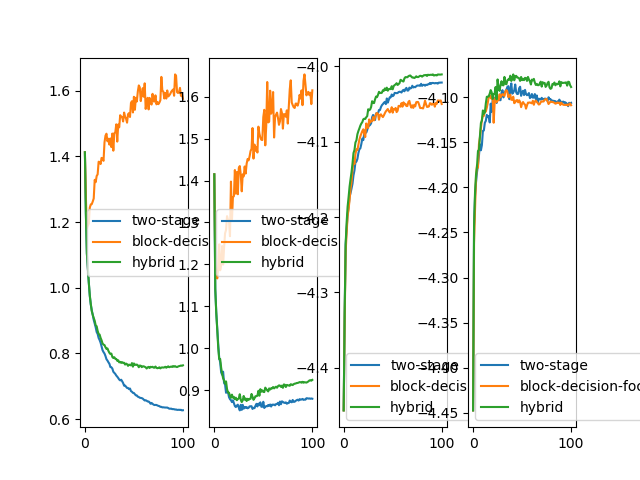 1.6
1.4
1.2
1.0
0.8
0.6
0
100
two-stage
block-decis
hybrid
1.6
1.5
1.4
1.3
1.2
1.1
1.0
0.9
0
100
two-stage
block-decis
hybrid
−4.0
−4.1
−4.2
−4.3
−4.4
0
100
two-stage
block-decis
hybrid
−4.10
−4.15
−4.20
−4.25
−4.30
−4.35
−4.40
−4.45
0
100
two-stage
block-decision-foc
hybrid